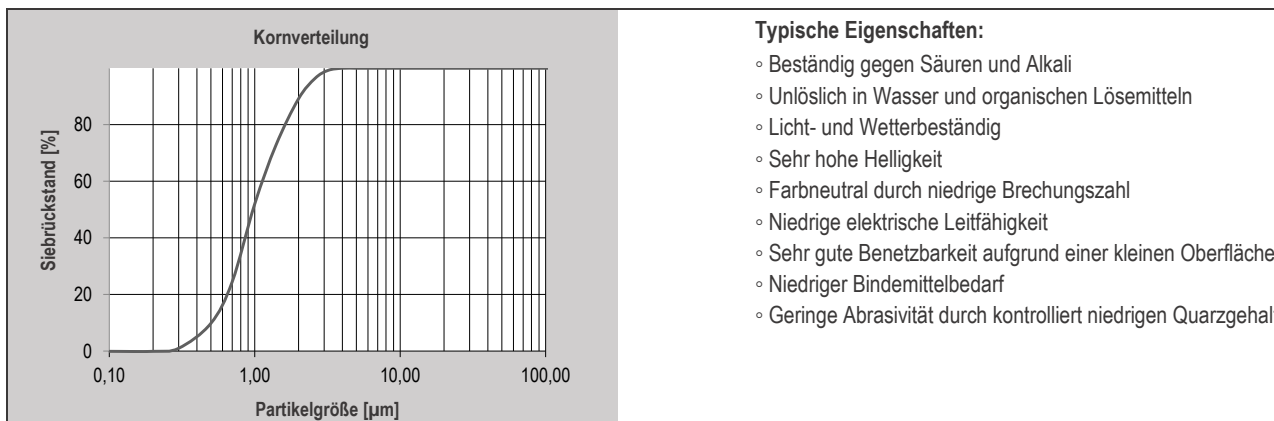 Kornverteilung
Siebrückstand [%]
80
60
40
20
0
0,10
1,00
10,00
100,00
Partikelgröße [µm]
Typische Eigenschaften:
◦ Beständig gegen Säuren und Alkali
◦ Unlöslich in Wasser und organischen Lösemitteln
◦ Licht- und Wetterbeständig
◦ Sehr hohe Helligkeit
◦ Farbneutral durch niedrige Brechungszahl
◦ Niedrige elektrische Leitfähigkeit
◦ Sehr gute Benetzbarkeit aufgrund einer kleinen Oberfläche
◦ Niedriger Bindemittelbedarf
◦ Geringe Abrasivität durch kontrolliert niedrigen Quarzgehal